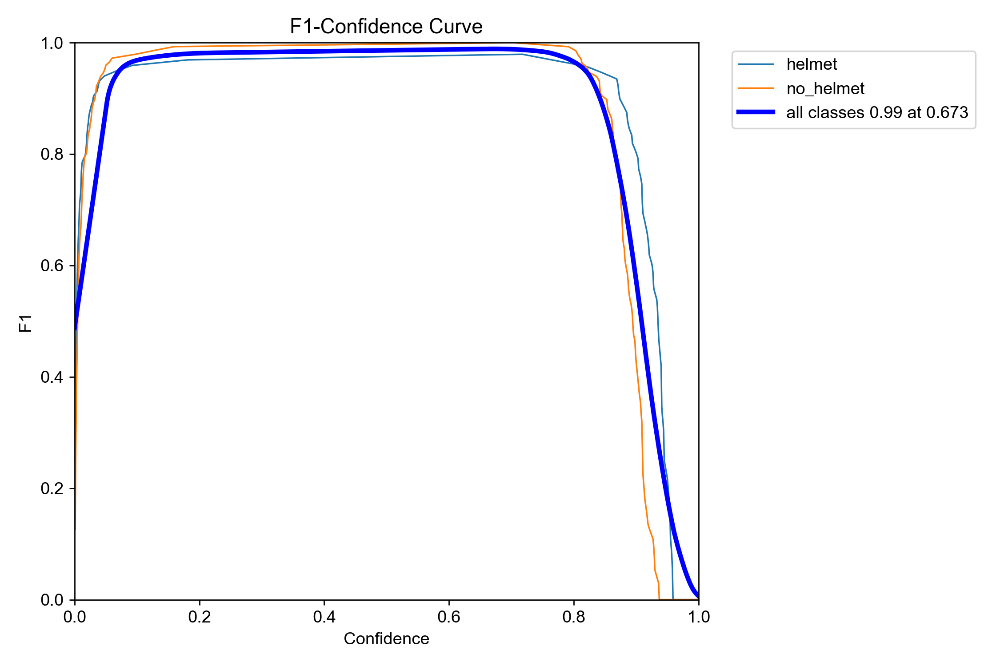 F1-Confidence Curve
1.0
0.8
0.6
0.4
0.2
0.0
F1
0.0 0.2 0.4 0.6 0.8 1.0
Confidence
helmet
no_helmet
all classes 0.99 at 0.673